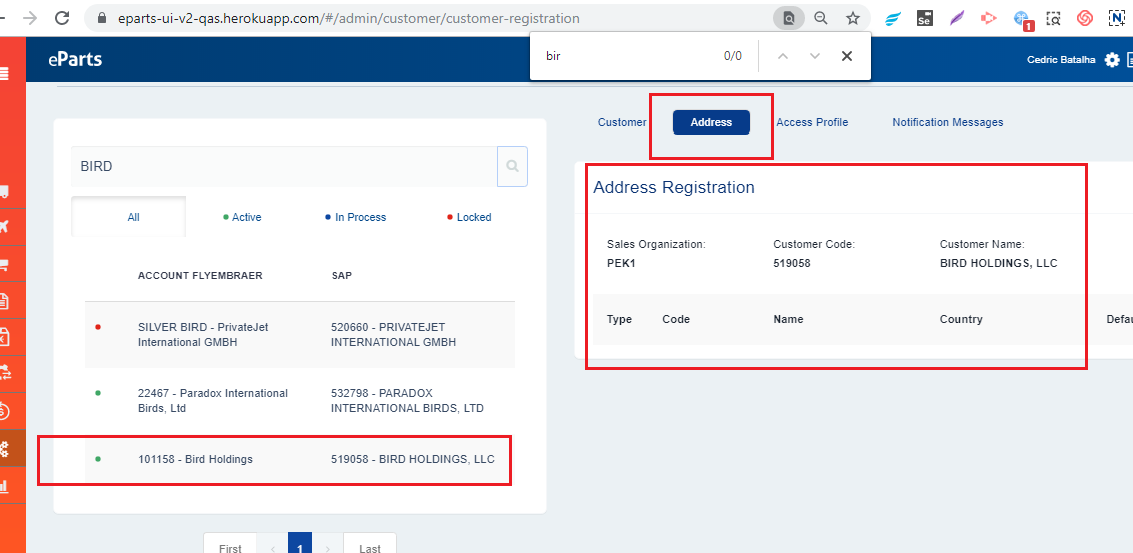 eparts-ui-v2-qas.herokuapp.com/#/admin/customer/customer-registration
Se
1
N
bir
0/0
eParts
Cedric Batalha
Customer
Address
Access Profile
Notification Messages
BIRD
All
Active
In Process
Locked
ACCOUNT FLYEMBRAER
SAP
SILVER BIRD - PrivateJet
International GMBH
520660 - PRIVATEJET
INTERNATIONAL GMBH
22467 - Paradox International
Birds, Ltd
532798 - PARADOX
INTERNATIONAL BIRDS, LTD
101158 - Bird Holdings
519058 - BIRD HOLDINGS, LLC
First
‹
1
›
Last
Address Registration
Sales Organization:
PEK1
Customer Code:
519058
Customer Name:
BIRD HOLDINGS, LLC
Type
Code
Name
Country
Defau